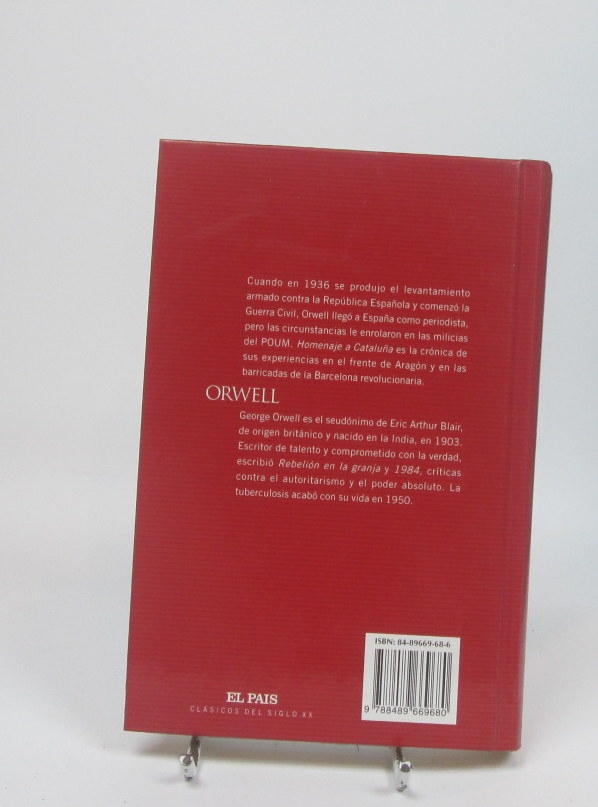 Cuando en 1936 se produjo el levantamiento
armado contra la República Española y comenzó la
Guerra Civil, Orwell llegó a España como periodista,
pero las circunstancias le enrolaron en las milicias
del POUM. Homenaje a Cataluña es la crónica de
sus experiencias en el frente de Aragón y en las
barricadas de la Barcelona revolucionaria.
ORWELL
George Orwell es el seudónimo de Eric Arthur Blair,
de origen británico y nacido en la India, en 1903.
Escritor de talento y comprometido con la verdad,
escribió Rebelión en la granja y 1984, críticas
contra el autoritarismo y el poder absoluto. La
tuberculosis acabó con su vida en 1950.
ISBN: 84-89669-68-6
9 788489 669680
EL PAIS
CLÁSICOS DEL SIGLO XX